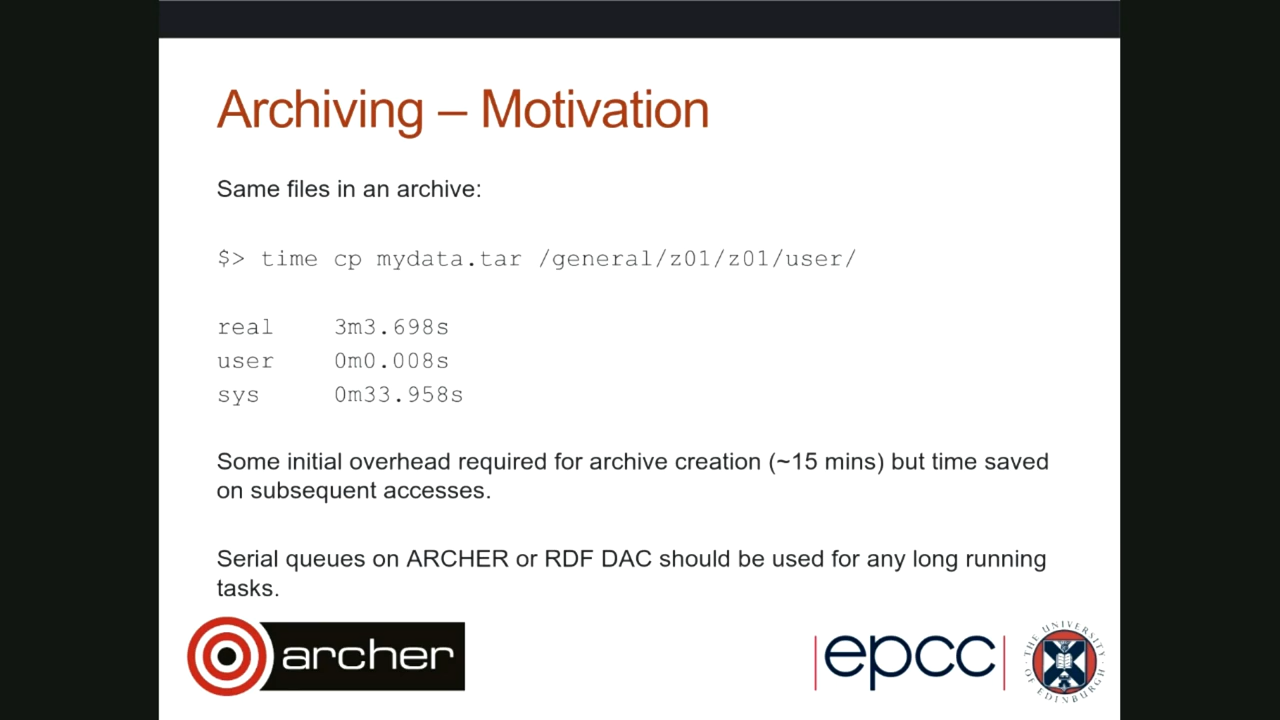 Archiving – Motivation
Same files in an archive:
$> time cp mydata.tar /general/z01/z01/user/
real 3m3.698s
user 0m0.008s
sys 0m33.958s
Some initial overhead required for archive creation (~15 mins) but time saved
on subsequent accesses.
Serial queues on ARCHER or RDF DAC should be used for any long running
tasks.
archer
epcc
THE UNIVERSITY OF EDINBURGH